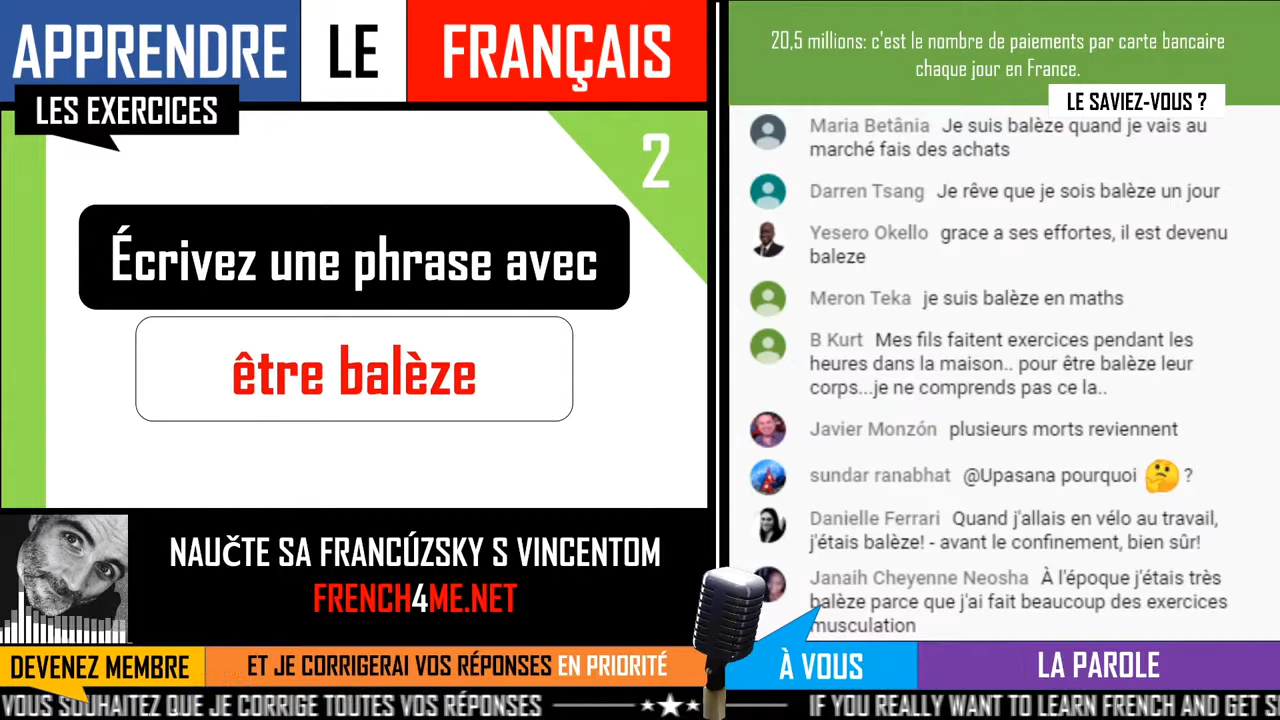 APPRENDRE LE FRANÇAIS
LES EXERCICES
2
Écrivez une phrase avec
être balèze
NAUČTE SA FRANCÚZSKY S VINCENTOM
FRENCH4ME.NET
DEVENEZ MEMBRE
ET JE CORRIGERAI VOS RÉPONSES EN PRIORITÉ
20,5 millions: c'est le nombre de paiements par carte bancaire
chaque jour en France.
LE SAVIEZ-VOUS ?
Maria Betânia Je suis balèze quand je vais au
marché fais des achats
Darren Tsang Je rêve que je sois balèze un jour
Yesero Okello grace a ses effortes, il est devenu
baleze
Meron Teka je suis balèze en maths
B Kurt Mes fils faitent exercices pendant les
heures dans la maison.. pour être balèze leur
corps...je ne comprends pas ce la..
Javier Monzón plusieurs morts reviennent
sundar ranabhat @Upasana pourquoi 🤔 ?
Danielle Ferrari Quand j'allais en vélo au travail,
j'étais balèze! - avant le confinement, bien sûr!
Janaih Cheyenne Neosha À l'époque j'étais très
balèze parce que j'ai fait beaucoup des exercices
musculation
À VOUS
LA PAROLE
VOUS SOUHAITEZ QUE JE CORRIGE TOUTES VOS RÉPONSES
IF YOU REALLY WANT TO LEARN FRENCH AND GET